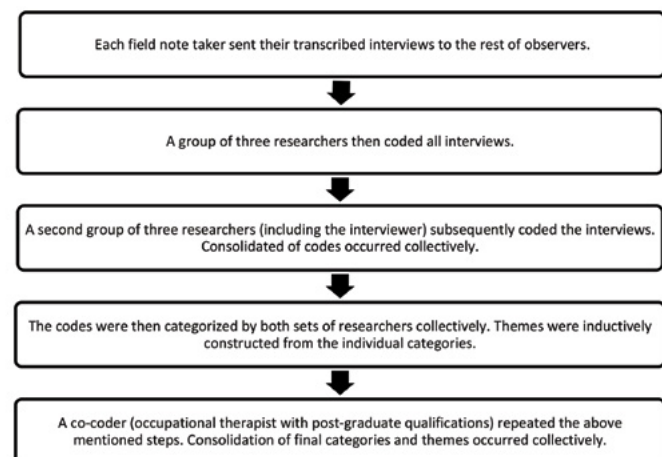 Each field note taker sent their transcribed interviews to the rest of observers.
A group of three researchers then coded all interviews.
A second group of three researchers (including the interviewer) subsequently coded the interviews.
Consolidated of codes occurred collectively.
The codes were then categorized by both sets of researchers collectively. Themes were inductively
constructed from the individual categories.
A co-coder (occupational therapist with post-graduate qualifications) repeated the above
mentioned steps. Consolidation of final categories and themes occurred collectively.